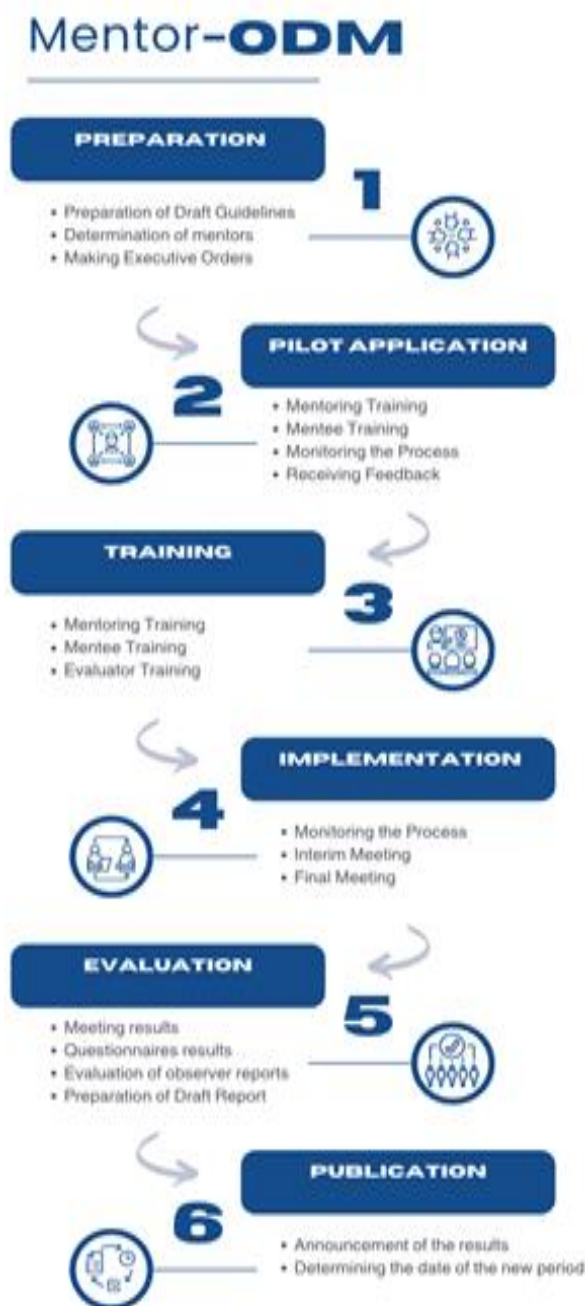 Mentor-ODM
PREPARATION
1
• Preparation of Draft Guidelines
• Determination of mentors
• Making Executive Orders
PILOT APPLICATION
2
• Mentoring Training
• Mentee Training
• Monitoring the Process
• Receiving Feedback
TRAINING
3
• Mentoring Training
• Mentee Training
• Evaluator Training
IMPLEMENTATION
4
• Monitoring the Process
• Interim Meeting
• Final Meeting
EVALUATION
5
• Meeting results
• Questionnaires results
• Evaluation of observer reports
• Preparation of Draft Report
PUBLICATION
6
• Announcement of the results
• Determining the date of the new period